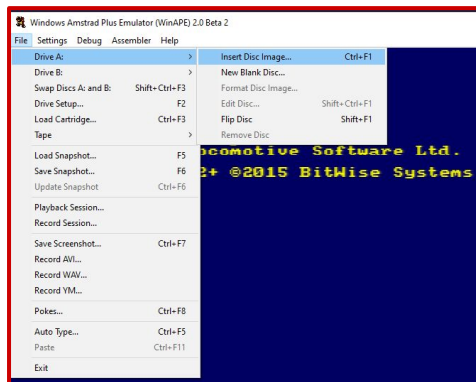 Windows Amstrad Plus Emulator (WinAPE) 2.0 Beta 2
File Settings Debug Assembler Help
Drive A: >
Drive B: >
Swap Discs A: and B: Shift+Ctrl+F3
Drive Setup... F2
Load Cartridge... Ctrl+F3
Tape >
Load Snapshot... F5
Save Snapshot... F6
Update Snapshot Ctrl+F6
Playback Session...
Record Session...
Save Screenshot... Ctrl+F7
Record AVI...
Record WAV...
Record YM...
Pokes... Ctrl+F8
Auto Type... Ctrl+F5
Paste Ctrl+F11
Exit
Insert Disc Image... Ctrl+F1
New Blank Disc...
Format Disc Image...
Edit Disc... Shift+Ctrl+F1
Flip Disc Shift+F1
Remove Disc
ocomotive Software Ltd.
2+ ©2015 BitWise Systems